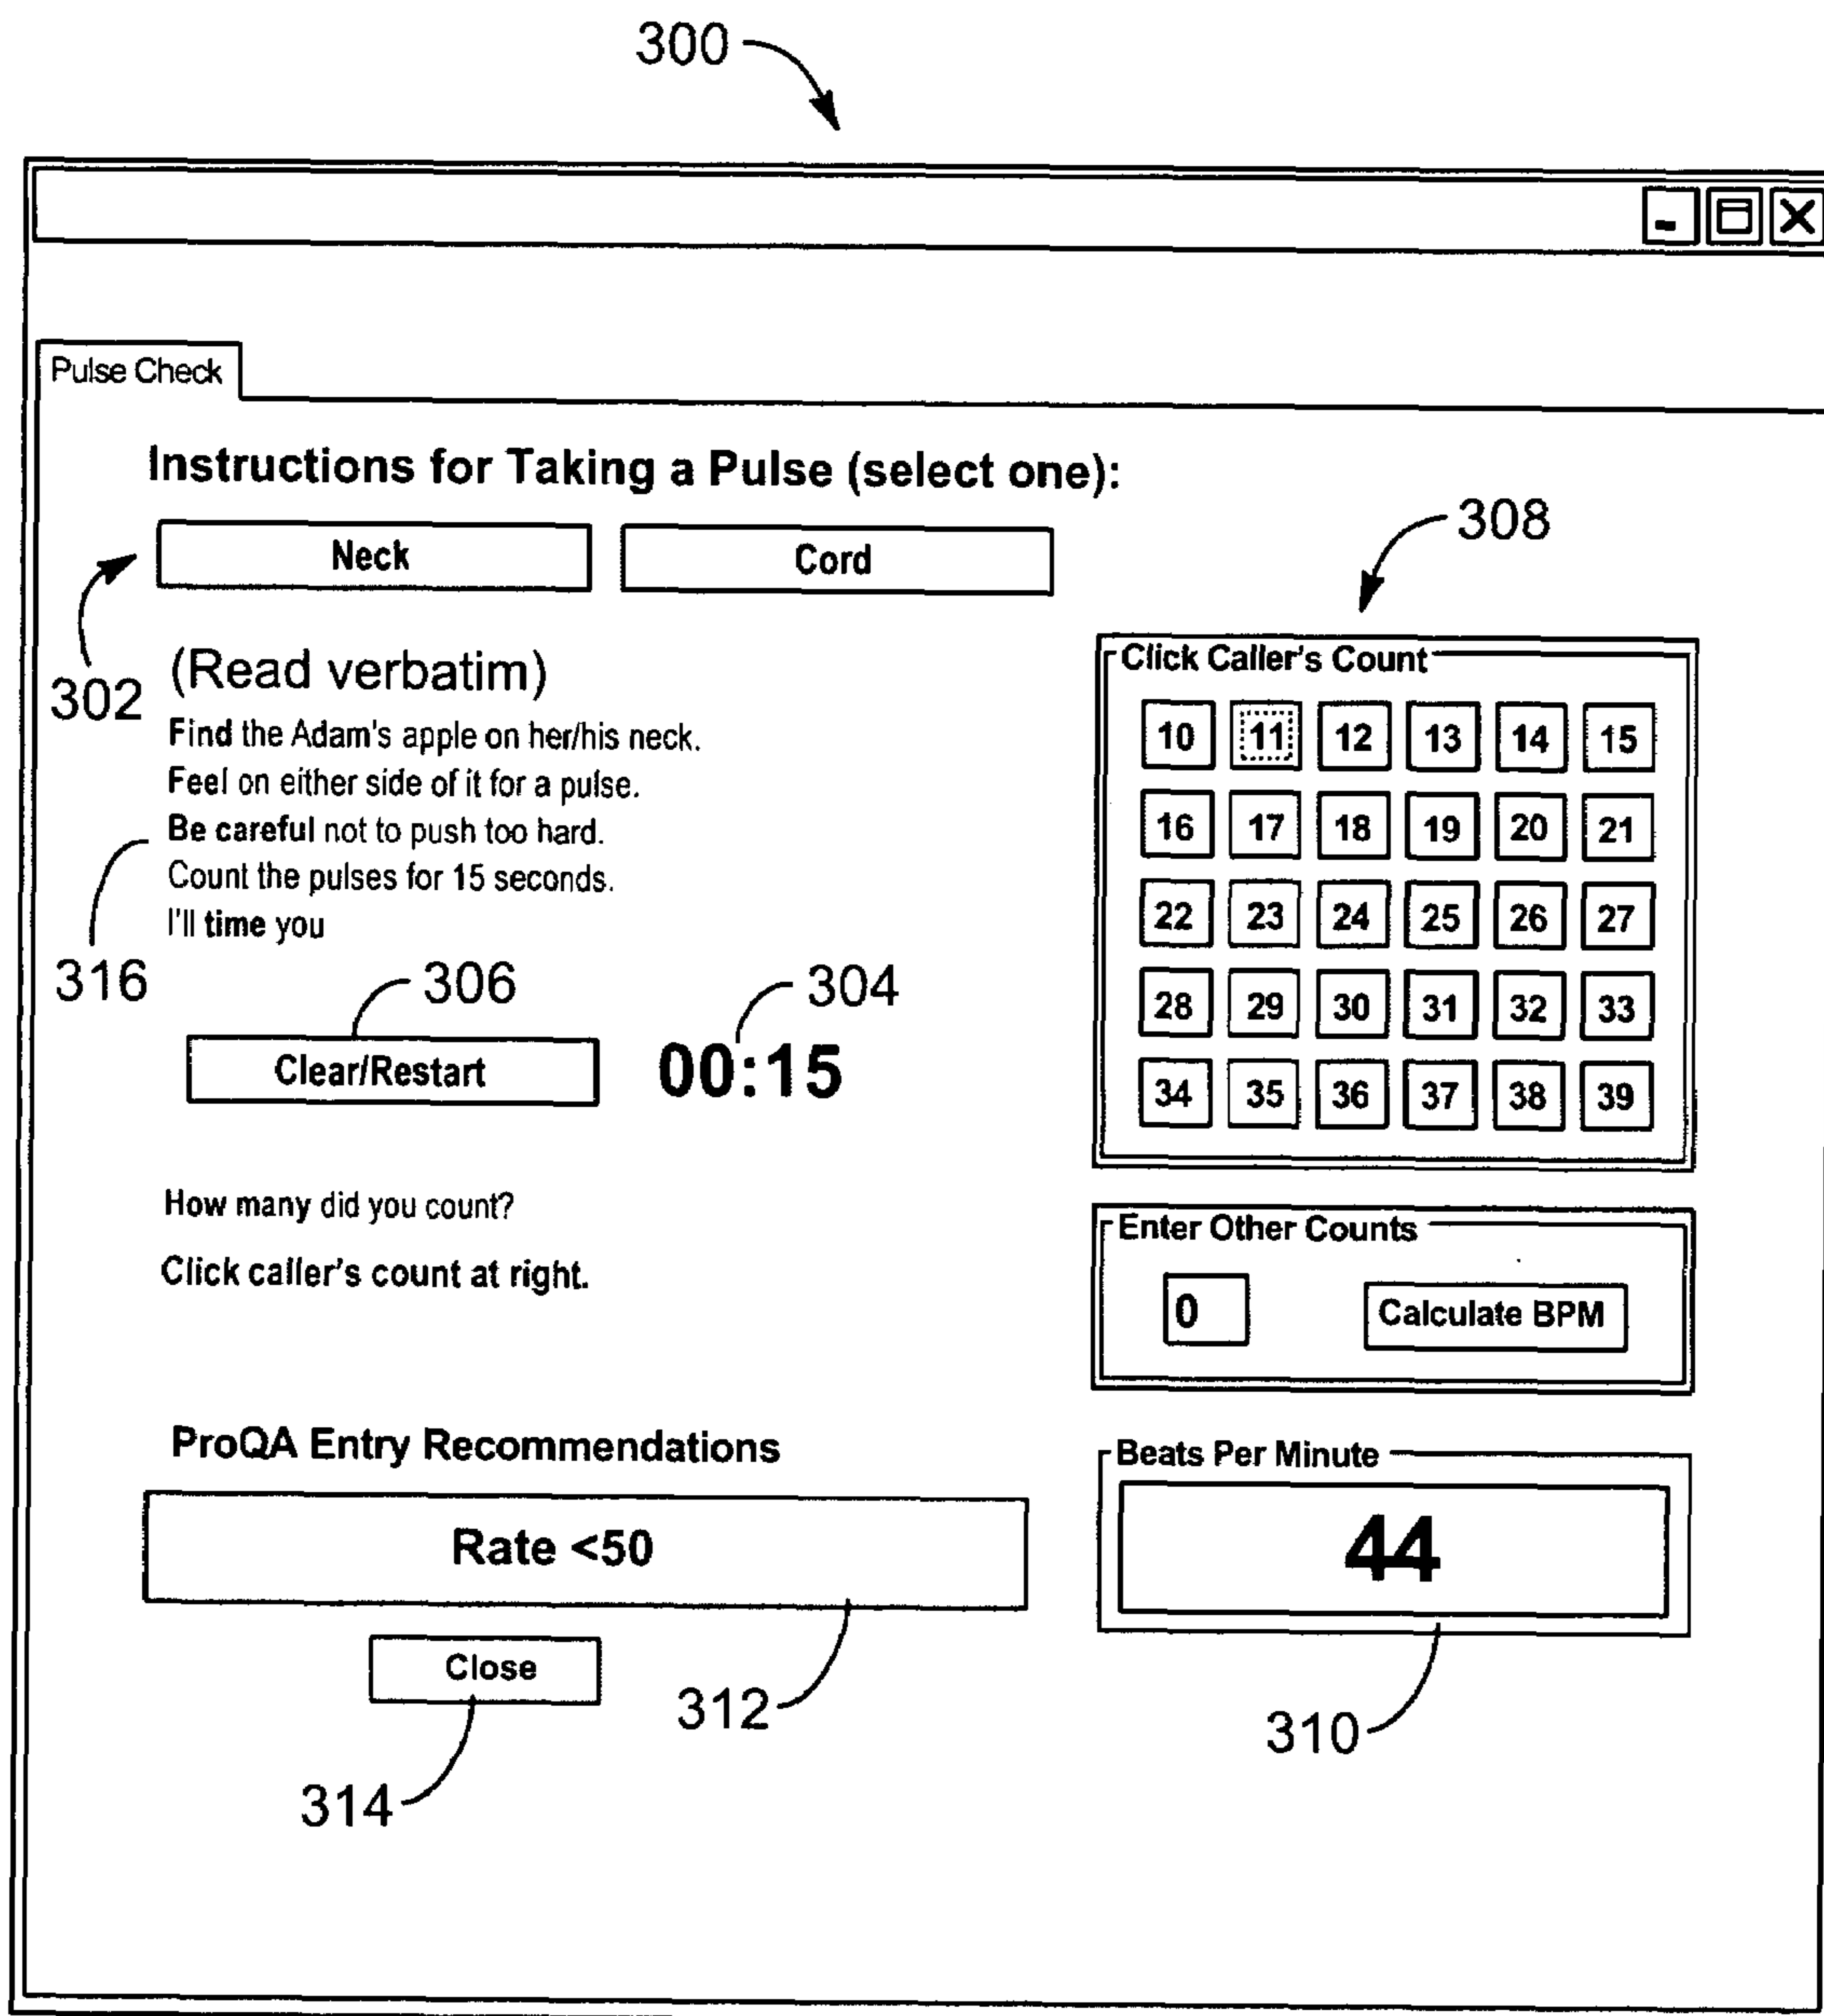 300
Pulse Check
Instructions for Taking a Pulse (select one):
Neck Cord
302
308
(Read verbatim)
Find the Adam's apple on her/his neck.
Feel on either side of it for a pulse.
Be careful not to push too hard.
Count the pulses for 15 seconds.
I'll time you
316
306
304
Clear/Restart 00:15
How many did you count?
Click caller's count at right.
Click Caller's Count
10 11 12 13 14 15
16 17 18 19 20 21
22 23 24 25 26 27
28 29 30 31 32 33
34 35 36 37 38 39
Enter Other Counts
0 Calculate BPM
ProQA Entry Recommendations
Rate <50
Close
312
314
Beats Per Minute
44
310